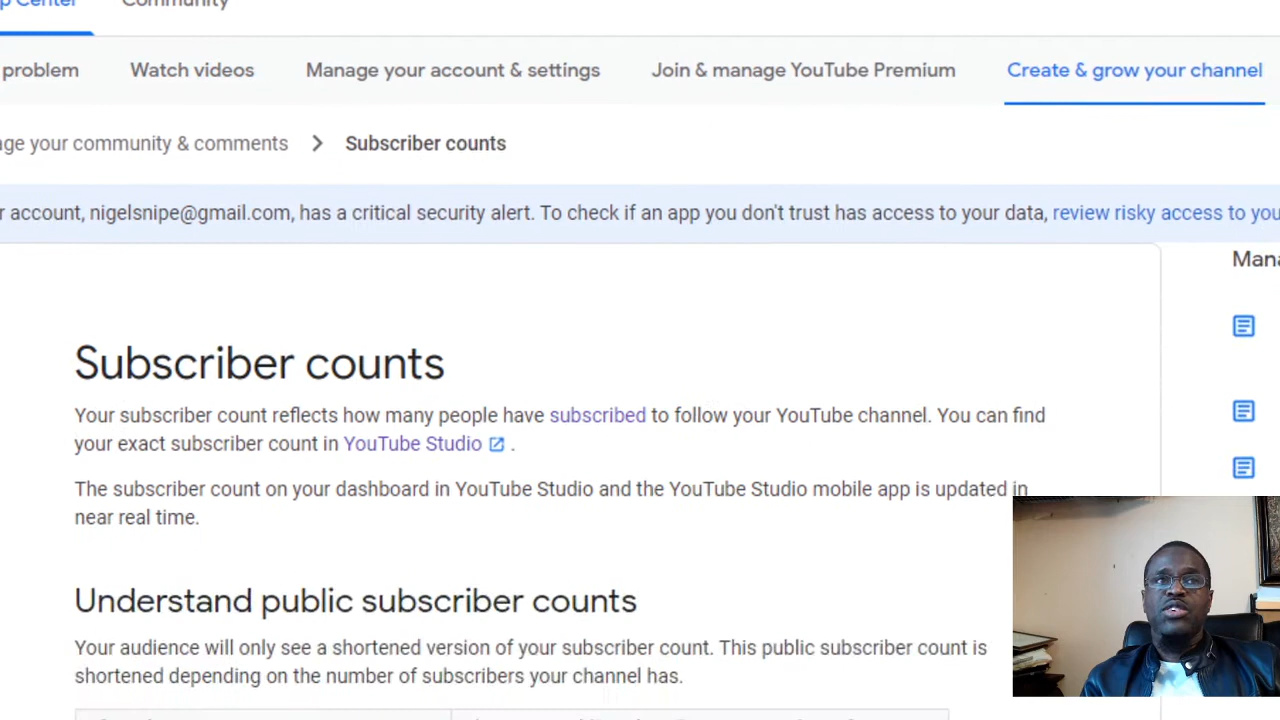 p Center Community
problem Watch videos Manage your account & settings Join & manage YouTube Premium Create & grow your channel
ge your community & comments Subscriber counts
r account, nigelsnipe@gmail.com, has a critical security alert. To check if an app you don't trust has access to your data, review risky access to you
Mana
Subscriber counts
Your subscriber count reflects how many people have subscribed to follow your YouTube channel. You can find
your exact subscriber count in YouTube Studio .
The subscriber count on your dashboard in YouTube Studio and the YouTube Studio mobile app is updated in
near real time.
Understand public subscriber counts
Your audience will only see a shortened version of your subscriber count. This public subscriber count is
shortened depending on the number of subscribers your channel has.